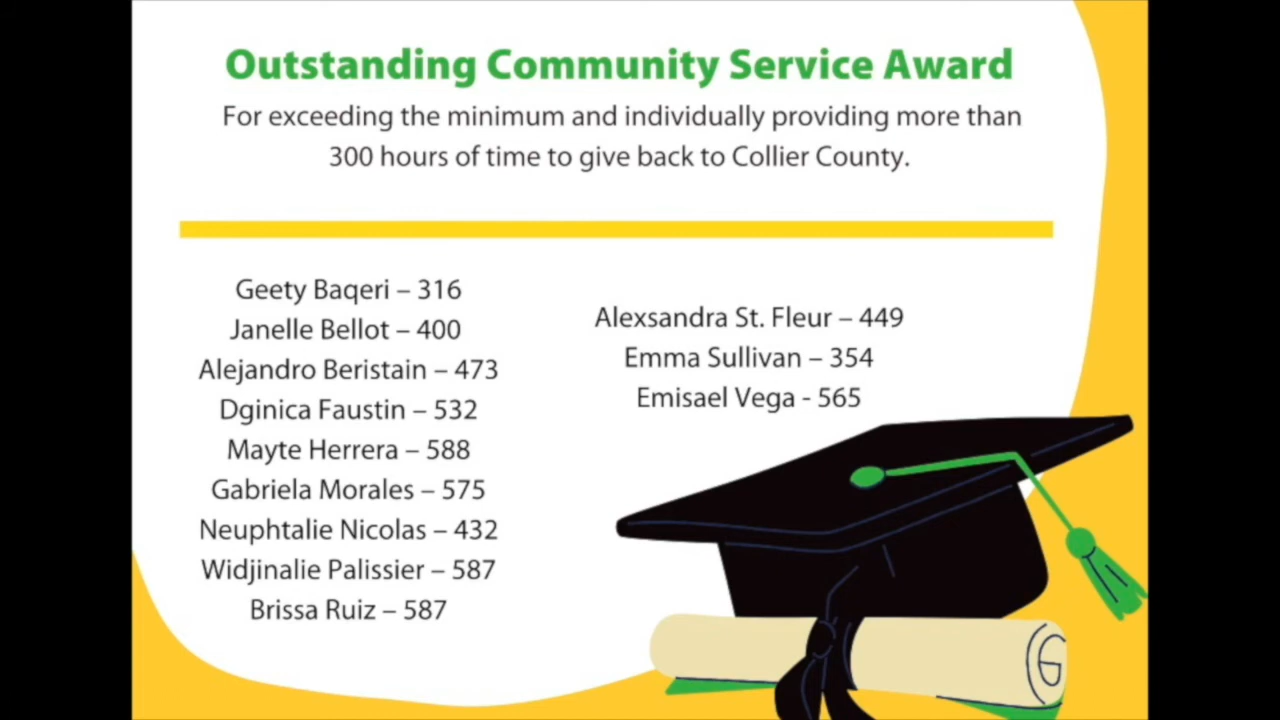 Outstanding Community Service Award
For exceeding the minimum and individually providing more than
300 hours of time to give back to Collier County.
Geety Baqeri – 316
Janelle Bellot – 400
Alejandro Beristain – 473
Dginica Faustin – 532
Mayte Herrera – 588
Gabriela Morales – 575
Neuphtalie Nicolas – 432
Widjinalie Palissier – 587
Brissa Ruiz – 587
Alexsandra St. Fleur – 449
Emma Sullivan – 354
Emisael Vega - 565